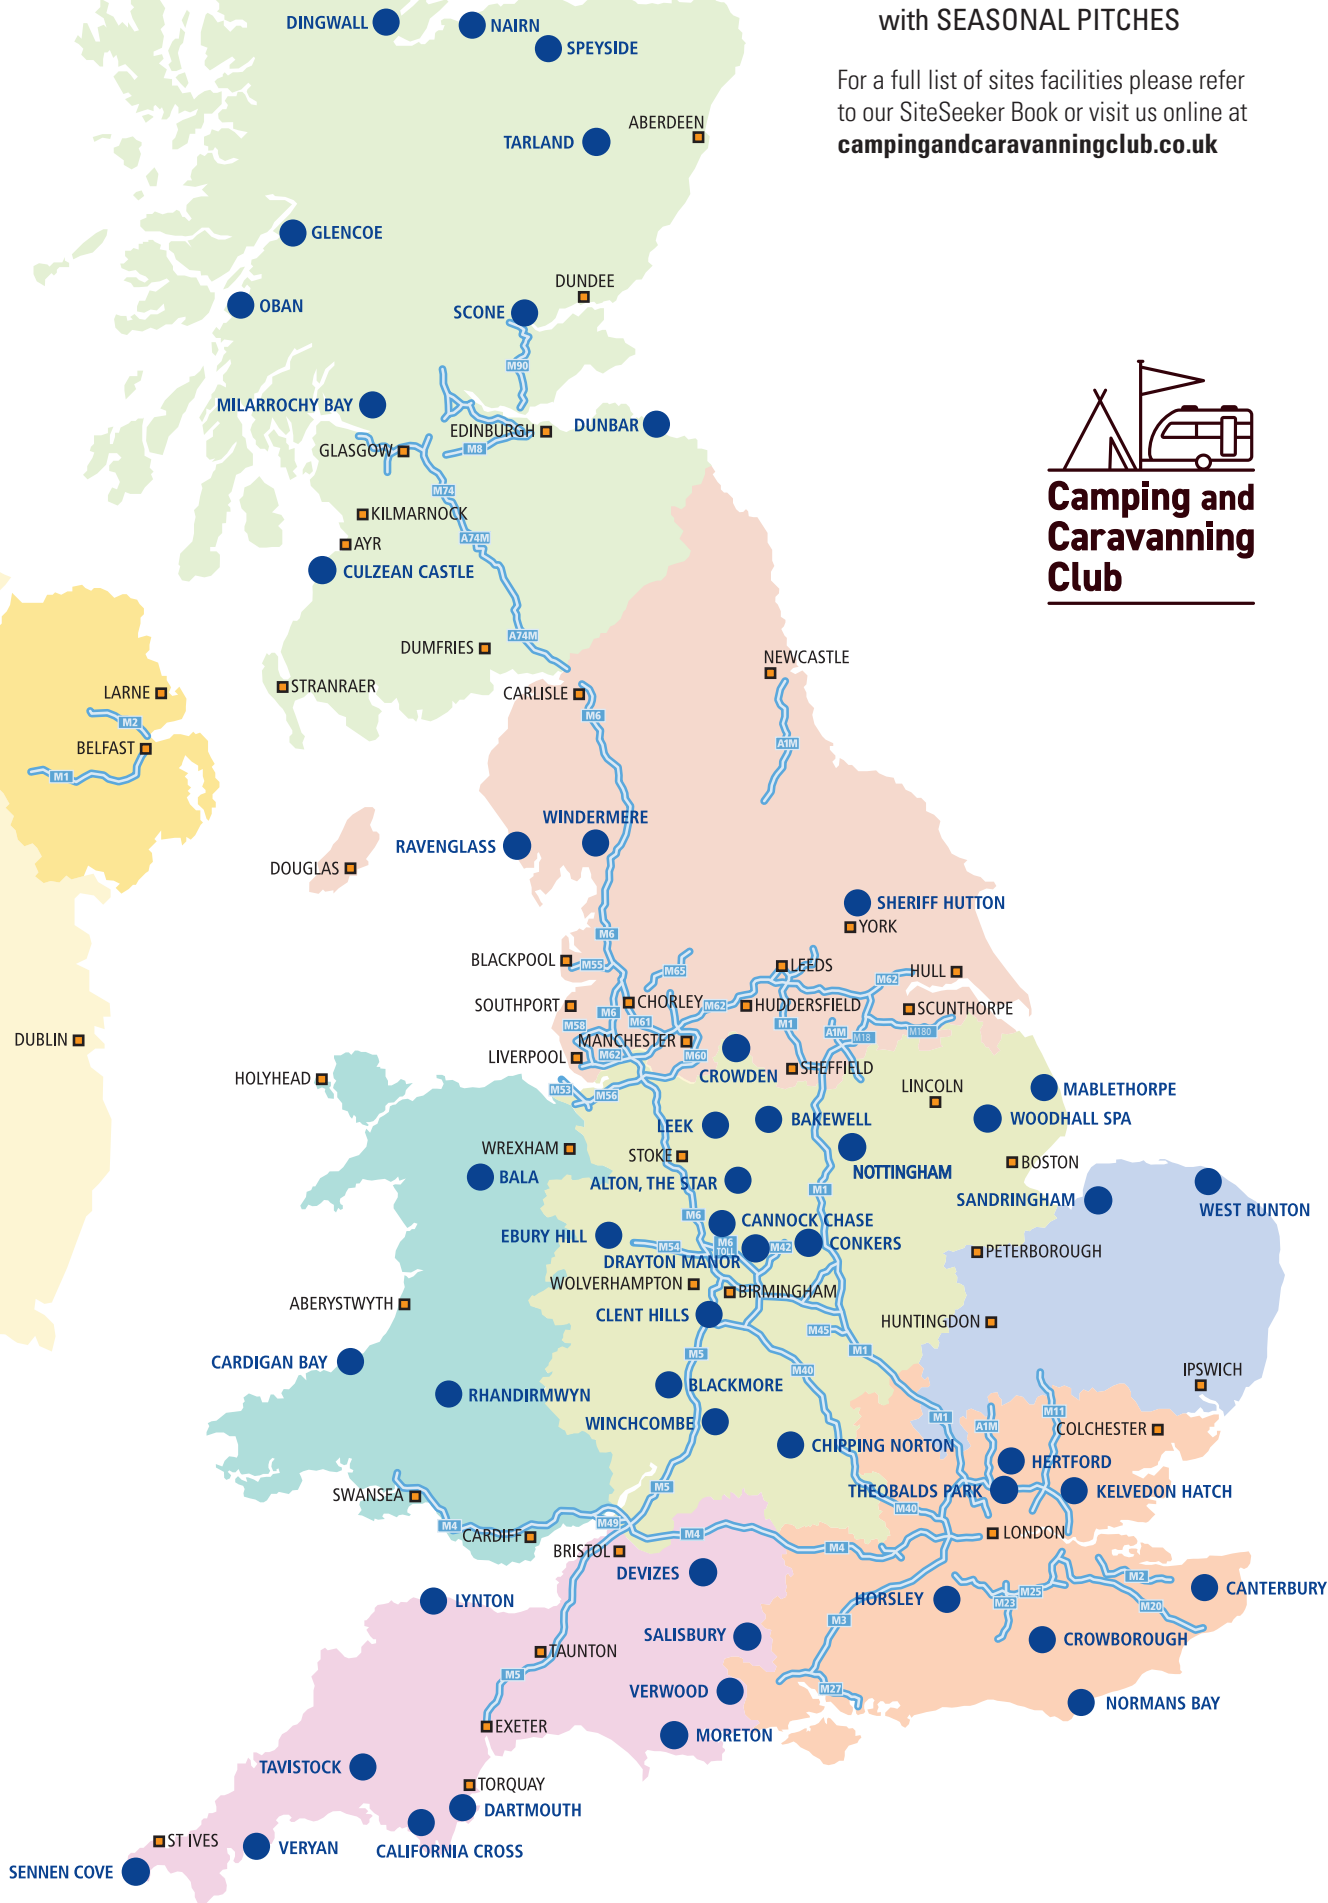 with SEASONAL PITCHES
For a full list of sites facilities please refer
to our SiteSeeker Book or visit us online at
campingandcaravanningclub.co.uk
Camping and
Caravanning
Club
DINGWALL
NAIRN
SPEYSIDE
ABERDEEN
TARLAND
GLENCOE
DUNDEE
OBAN
SCONE
M90
MILARROCHY BAY
DUNBAR
EDINBURGH
M8
GLASGOW
M74
KILMARNOCK
A74M
AYR
CULZEAN CASTLE
A74M
DUMFRIES
NEWCASTLE
STRANRAER
LARNE
CARLISLE
M6
M2
BELFAST
A1M
M1
WINDERMERE
RAVENGLASS
DOUGLAS
SHERIFF HUTTON
YORK
M6
BLACKPOOL
M55
M65
LEEDS
HULL
M62
SOUTHPORT
CHORLEY
M62
HUDDERSFIELD
SCUNTHORPE
M6
M58
M61
M1
A1M
M18
M180
DUBLIN
MANCHESTER
LIVERPOOL
M62
M60
SHEFFIELD
CROWDEN
HOLYHEAD
M53
M56
LINCOLN
MABLETHORPE
LEEK
BAKEWELL
WOODHALL SPA
WREXHAM
STOKE
NOTTINGHAM
BOSTON
BALA
ALTON, THE STAR
M1
SANDRINGHAM
WEST RUNTON
M6
CANNOCK CHASE
EBURY HILL
M54
M6
TOLL
M42
CONKERS
DRAYTON MANOR
PETERBOROUGH
WOLVERHAMPTON
BIRMINGHAM
ABERYSTWYTH
CLENT HILLS
M45
HUNTINGDON
M5
M1
CARDIGAN BAY
M40
IPSWICH
RHANDIRMWYN
BLACKMORE
WINCHCOMBE
M1
A1M
M11
COLCHESTER
CHIPPING NORTON
HERTFORD
SWANSEA
M5
THEOBALDS PARK
KELVEDON HATCH
M40
M4
CARDIFF
M49
M4
LONDON
BRISTOL
M4
DEVIZES
M2
CANTERBURY
LYNTON
HORSLEY
M25
M23
M20
M3
SALISBURY
CROWBOROUGH
TAUNTON
M5
VERWOOD
M27
NORMANS BAY
EXETER
MORETON
TAVISTOCK
TORQUAY
DARTMOUTH
ST IVES
VERYAN
CALIFORNIA CROSS
SENNEN COVE